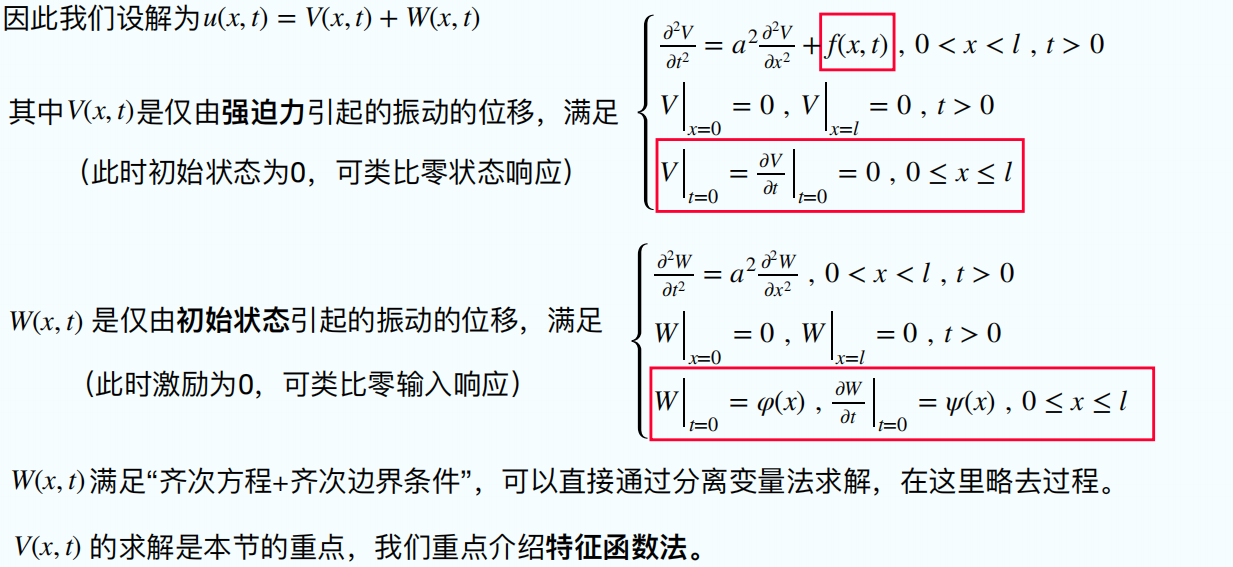 因此我们设解为u(x, t) = V(x, t) + W(x, t)
∂²V/∂t² = a² ∂²V/∂x² + f(x, t) , 0 < x < l , t > 0
其中V(x, t)是仅由强迫力引起的振动的位移，满足
V|x=0 = 0 , V|x=l = 0 , t > 0
（此时初始状态为0，可类比零状态响应）
V|t=0 = ∂V/∂t|t=0 = 0 , 0 ≤ x ≤ l
∂²W/∂t² = a² ∂²W/∂x² , 0 < x < l , t > 0
W(x, t) 是仅由初始状态引起的振动的位移，满足
W|x=0 = 0 , W|x=l = 0 , t > 0
（此时激励为0，可类比零输入响应）
W|t=0 = φ(x) , ∂W/∂t|t=0 = ψ(x) , 0 ≤ x ≤ l
W(x, t)满足“齐次方程+齐次边界条件”，可以直接通过分离变量法求解，在这里略去过程。
V(x, t) 的求解是本节的重点，我们重点介绍特征函数法。